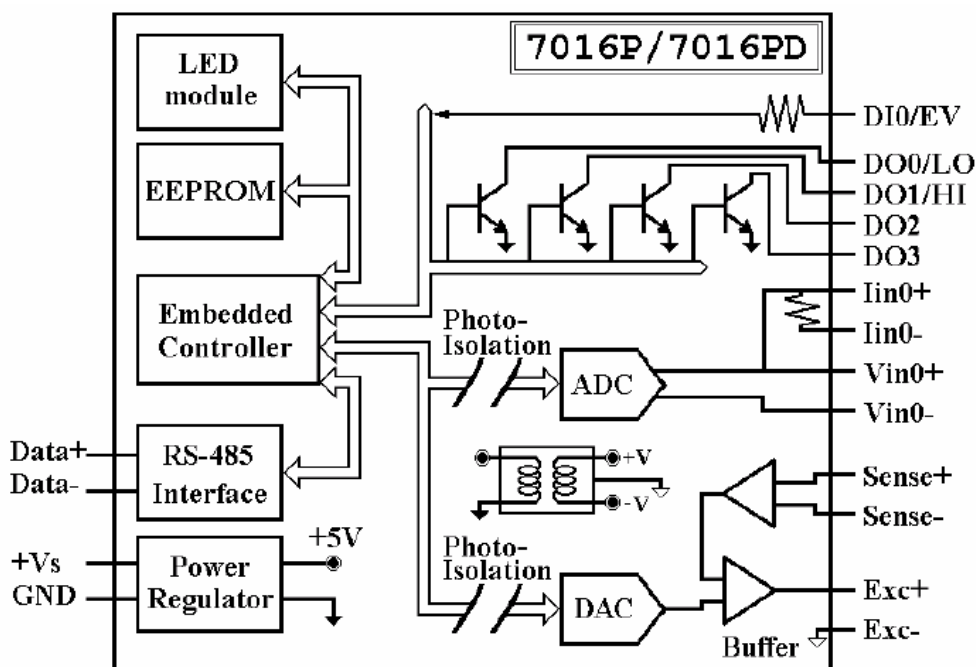 7016P/7016PD
LED
module
EEPROM
Embedded
Controller
RS-485
Interface
Power
Regulator
Data+
Data-
+Vs
GND
+5V
Photo-
Isolation
ADC
+V
-V
Photo-
Isolation
DAC
Buffer
DI0/EV
DO0/LO
DO1/HI
DO2
DO3
Iin0+
Iin0-
Vin0+
Vin0-
Sense+
Sense-
Exc+
Exc-